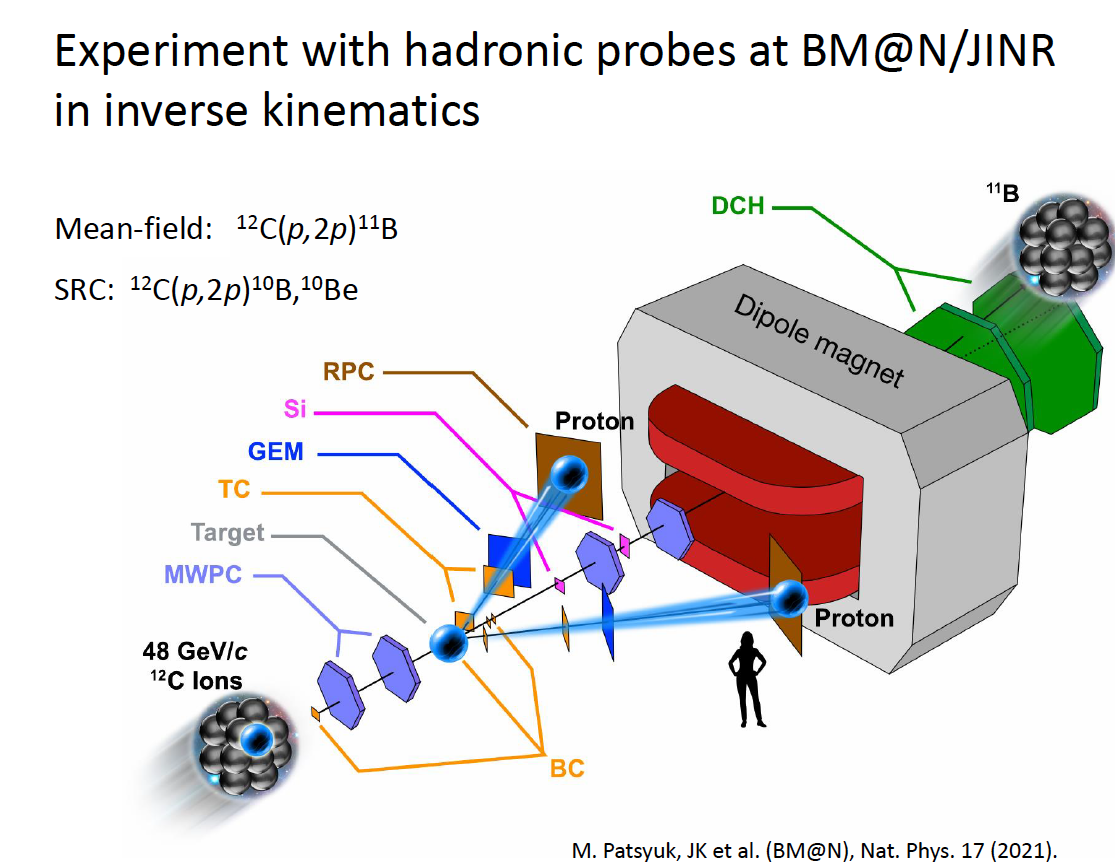 Experiment with hadronic probes at BM@N/JINR
in inverse kinematics
Mean-field: ¹²C(p,2p)¹¹B
SRC: ¹²C(p,2p)¹⁰B,¹⁰Be
¹¹B
DCH
Dipole magnet
RPC
Si
Proton
GEM
TC
Target
MWPC
Proton
48 GeV/c
¹²C Ions
BC
M. Patsyuk, JK et al. (BM@N), Nat. Phys. 17 (2021).